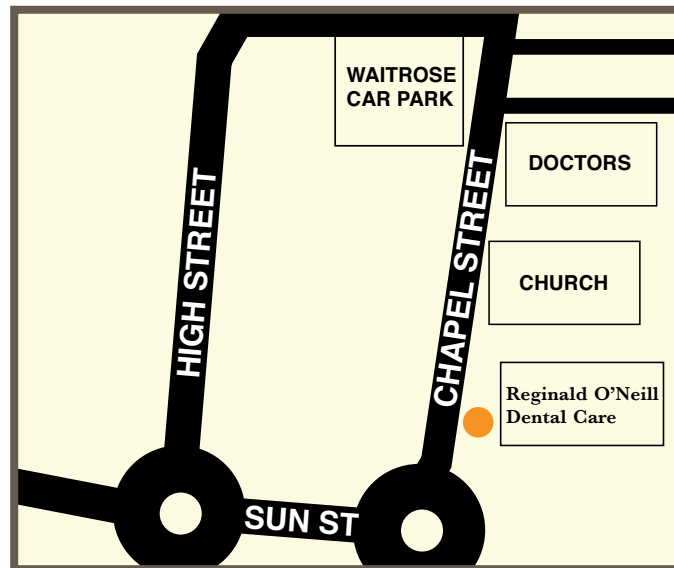 WAITROSE
CAR PARK
DOCTORS
HIGH STREET
CHAPEL STREET
CHURCH
Reginald O’Neill
Dental Care
SUN ST